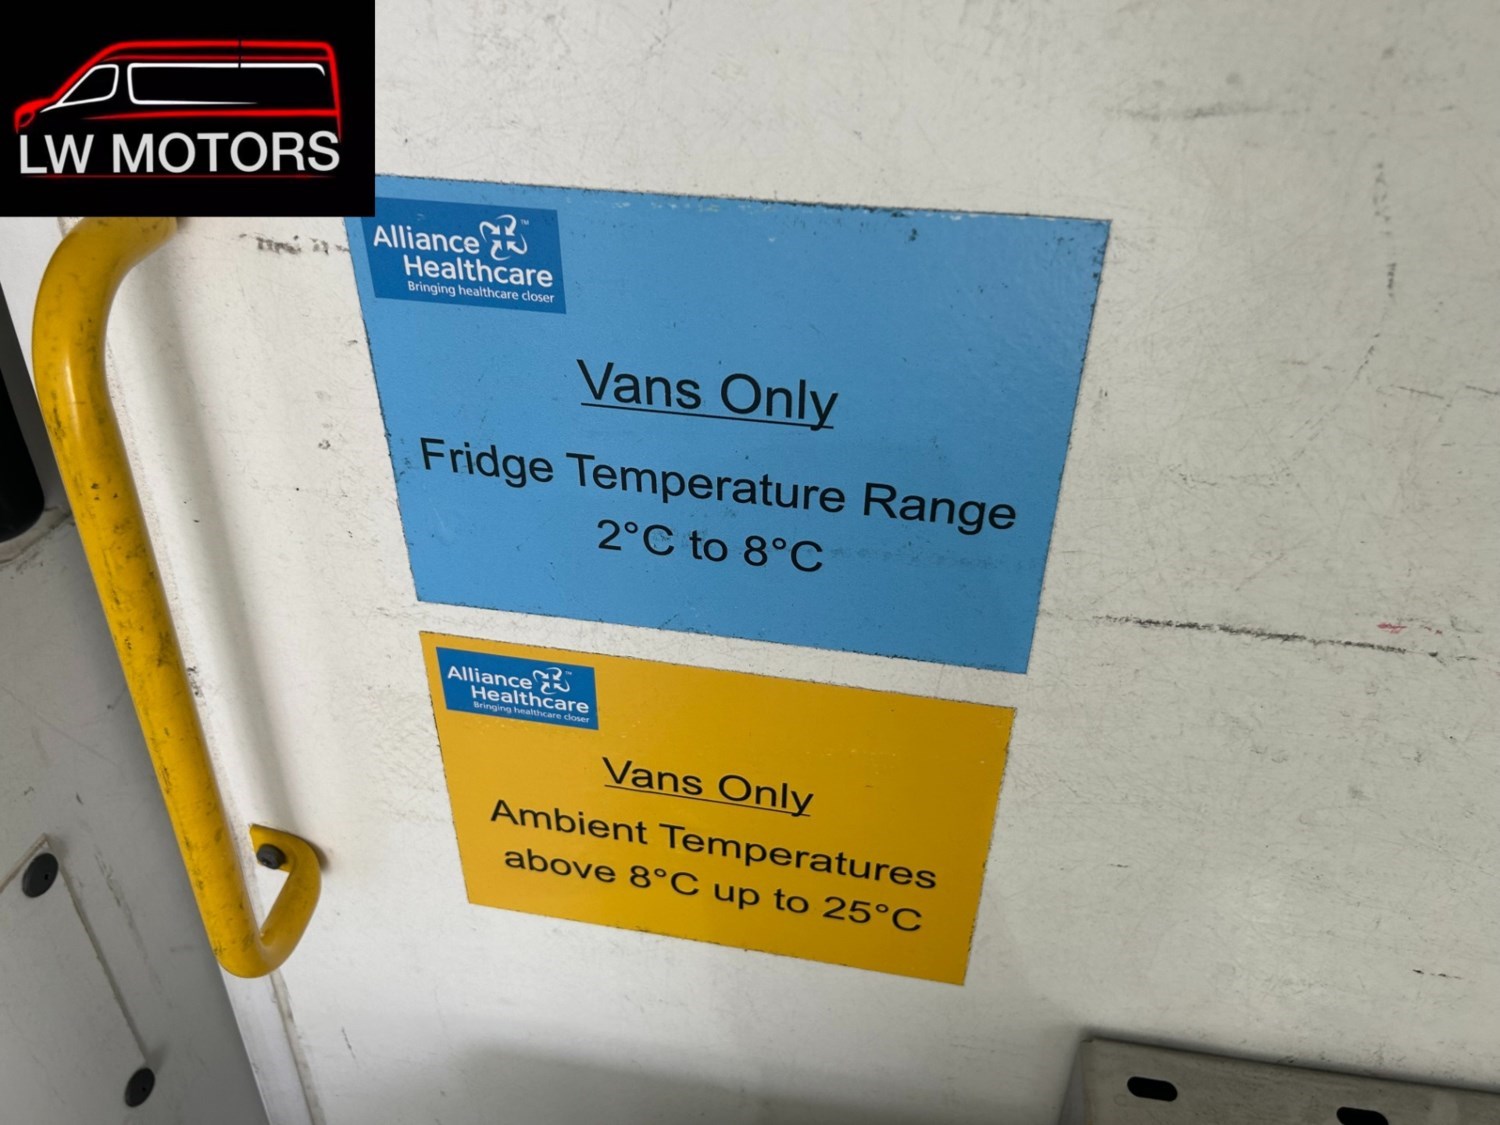 LW MOTORS
Alliance
Healthcare
Bringing healthcare closer
Vans Only
Fridge Temperature Range
2°C to 8°C
Alliance
Healthcare
Bringing healthcare closer
Vans Only
Ambient Temperatures
above 8°C up to 25°C